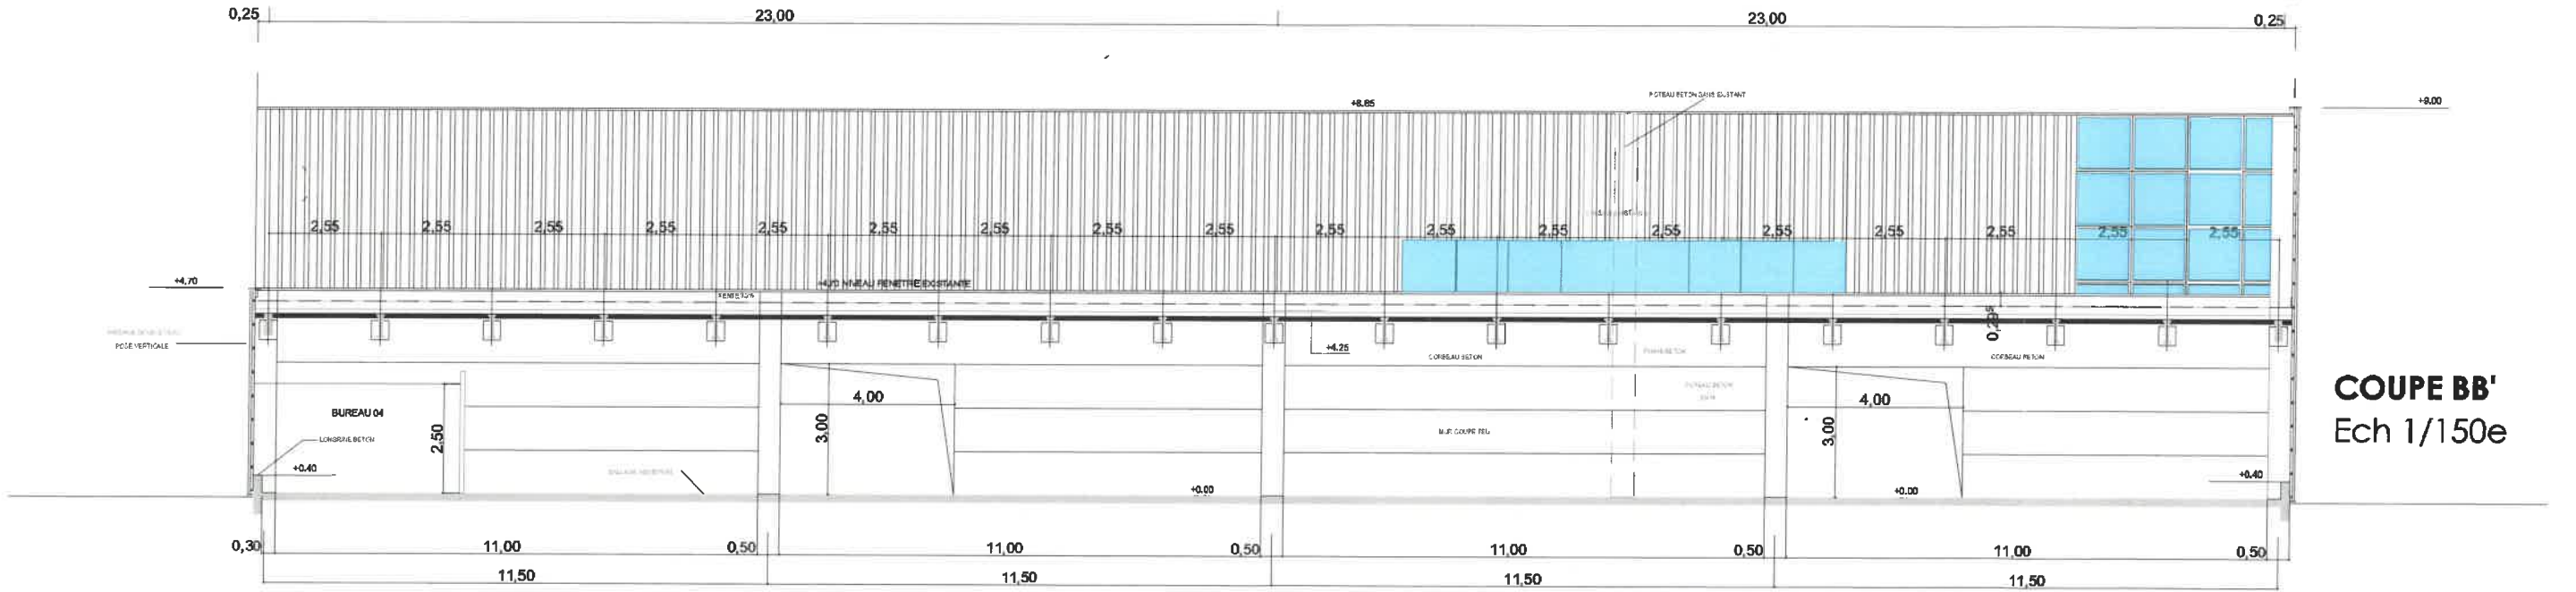 0,25 23,00 23,00 0,25
POTEAU BETON DANS EXISTANT
+8.85
+9.00
2,55 2,55 2,55 2,55 2,55 2,55 2,55 2,55 2,55 2,55 2,55 2,55 2,55 2,55 2,55 2,55 2,55 2,55
+4,70
+4,70 NIVEAU FENETRE EXISTANTE
0,29⁵
POSE VERTICALE
+4.25
CORBEAU BETON
CORBEAU BETON
BUREAU 04
4,00
4,00
2,50
3,00
3,00
LONGRINE BETON
MUR COUPE FEU
+0.40
+0.00
+0.00
+0.40
COUPE BB'
Ech 1/150e
0,30 11,00 0,50 11,00 0,50 11,00 0,50 11,00 0,50
11,50 11,50 11,50 11,50